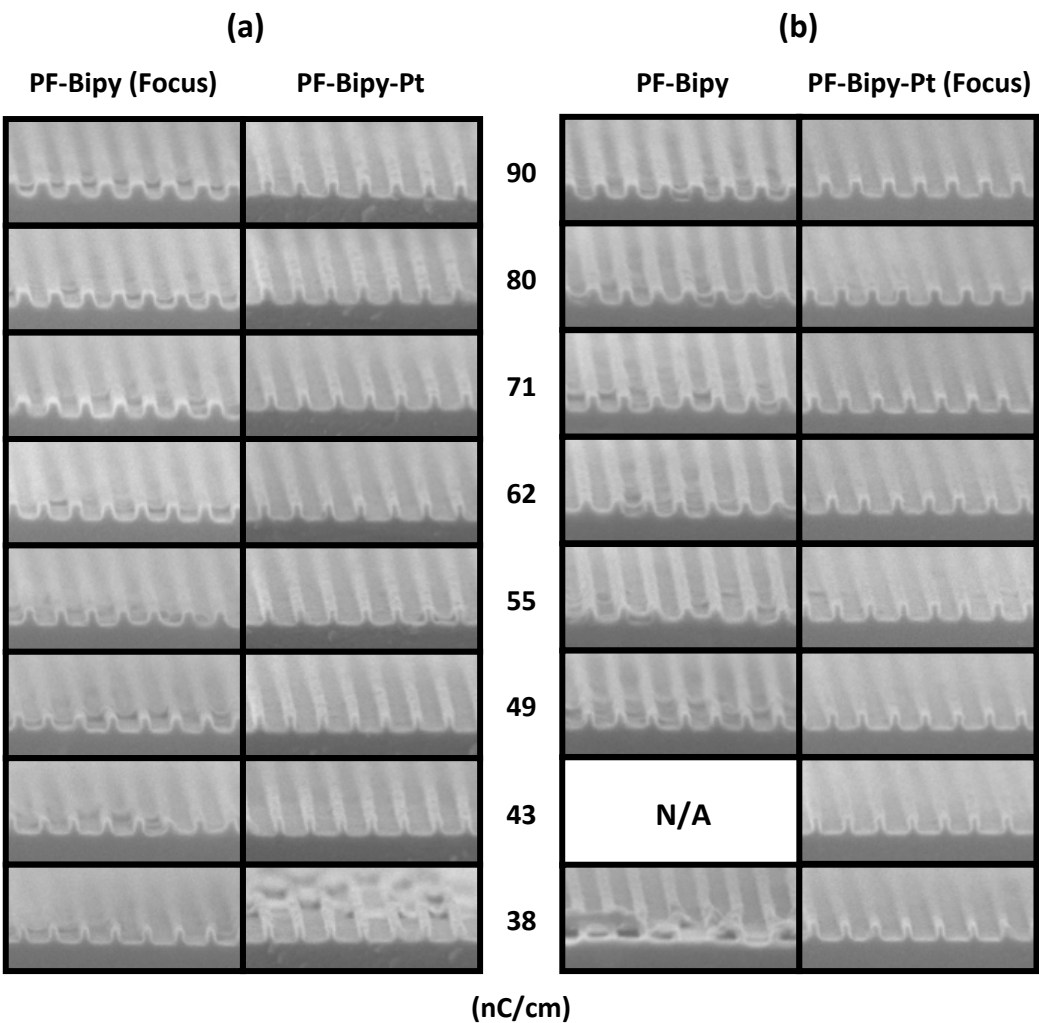 (a) (b)
PF-Bipy (Focus) PF-Bipy-Pt PF-Bipy PF-Bipy-Pt (Focus)
90
80
71
62
55
49
43 N/A
38
(nC/cm)